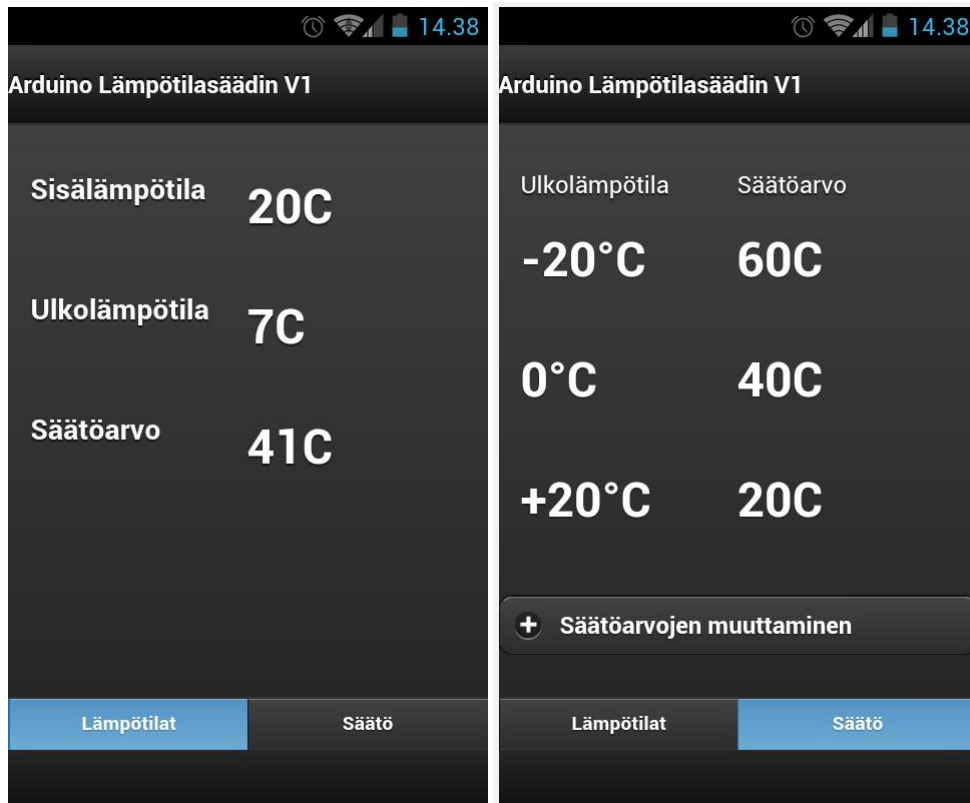 14.38
Arduino Lämpötilasäädin V1
Sisälämpötila 20C
Ulkolämpötila 7C
Säätöarvo 41C
Lämpötilat Säätö
14.38
Arduino Lämpötilasäädin V1
Ulkolämpötila Säätöarvo
-20°C 60C
0°C 40C
+20°C 20C
Säätöarvojen muuttaminen
Lämpötilat Säätö